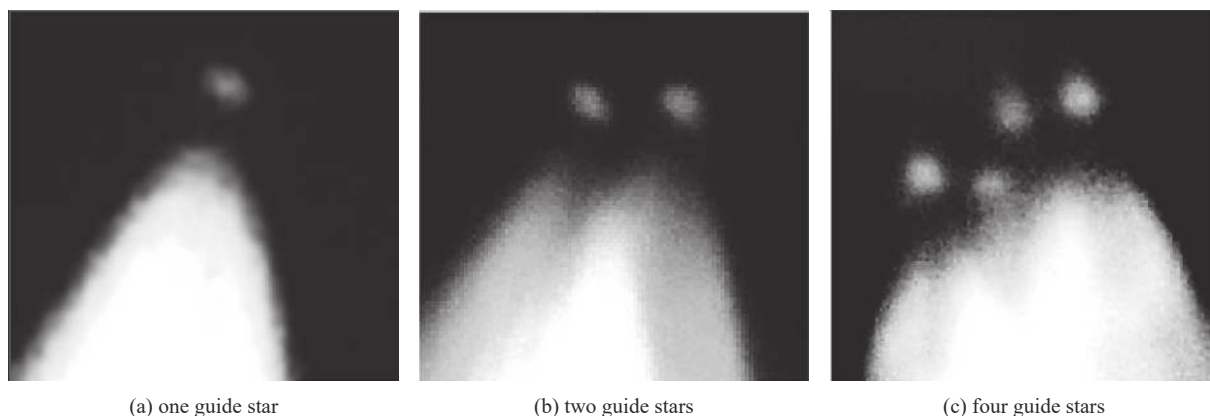 (a) one guide star
(b) two guide stars
(c) four guide stars